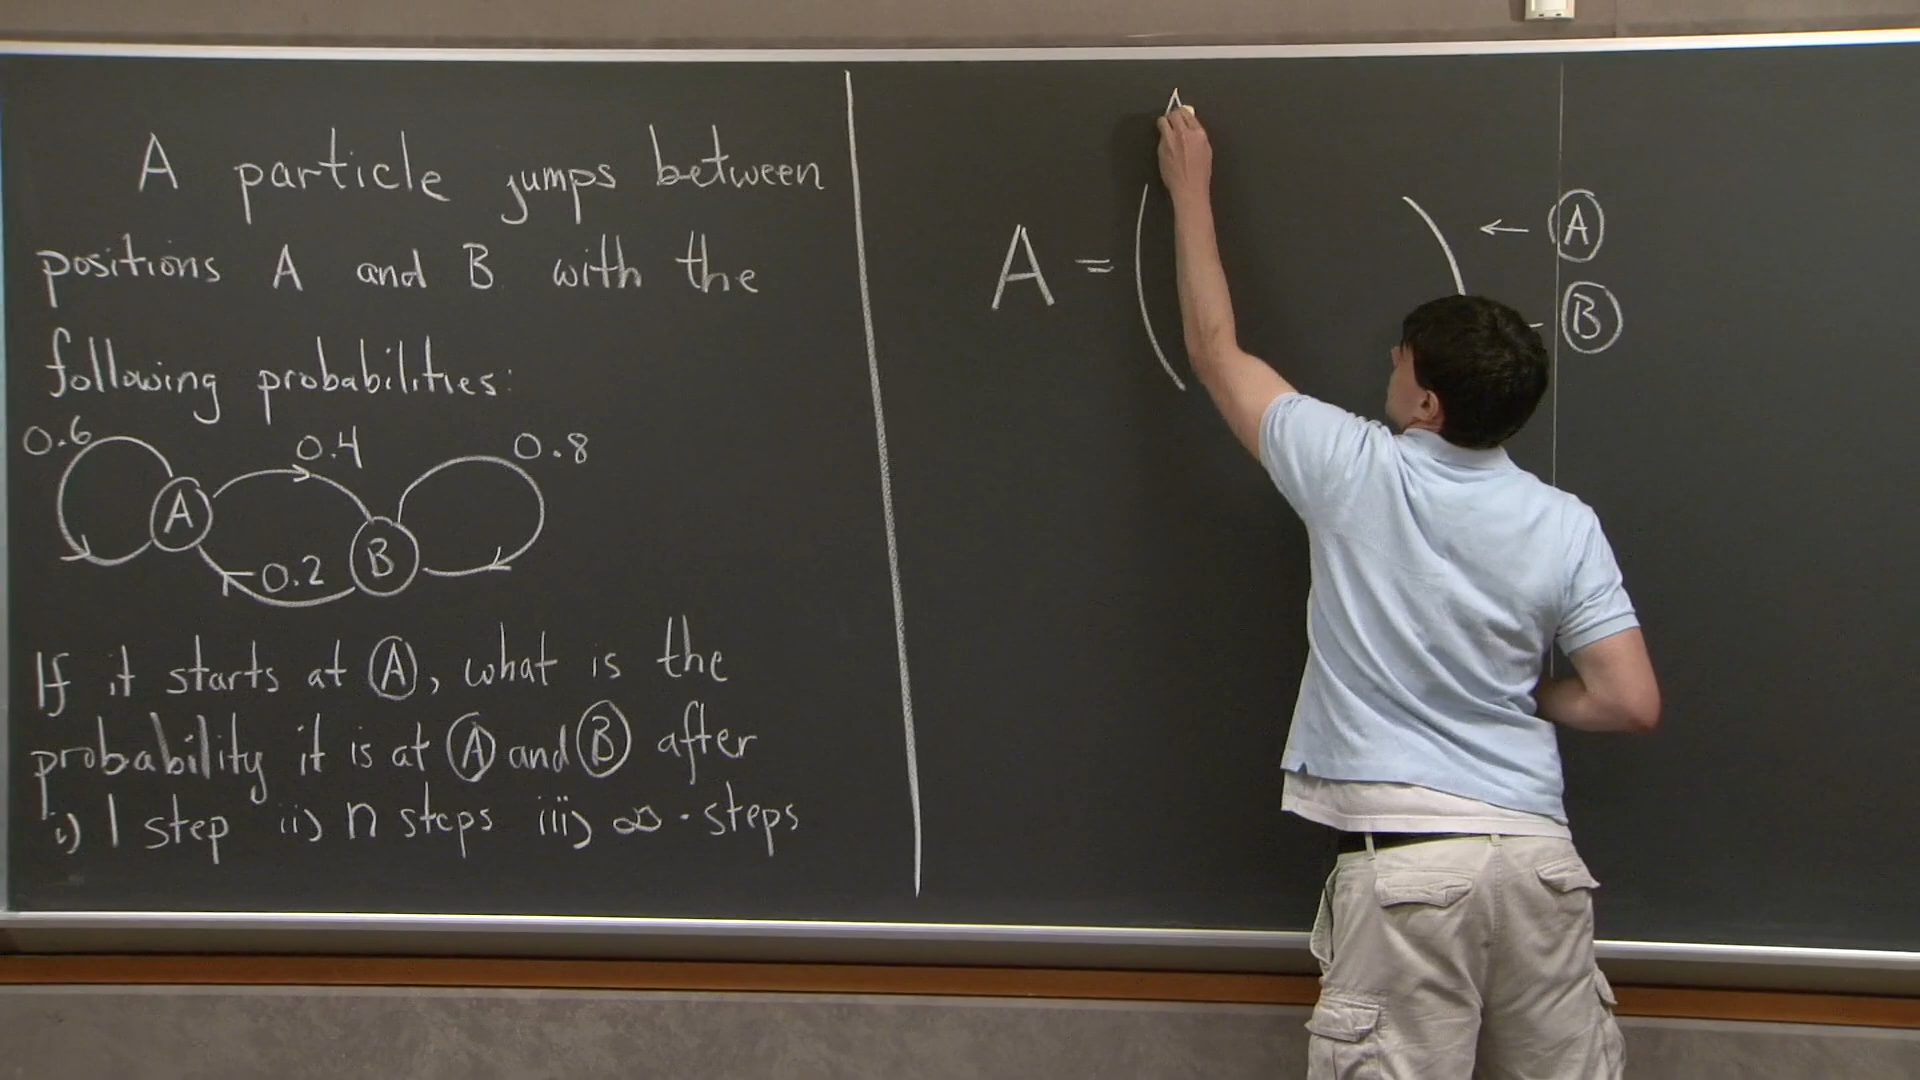 A particle jumps between
positions A and B with the
following probabilities:
0.6 0.4 0.8
A B
0.2
If it starts at A, what is the
probability it is at A and B after
i) 1 step ii) n steps iii) ∞ - steps
A
A = ( ) ← A
B